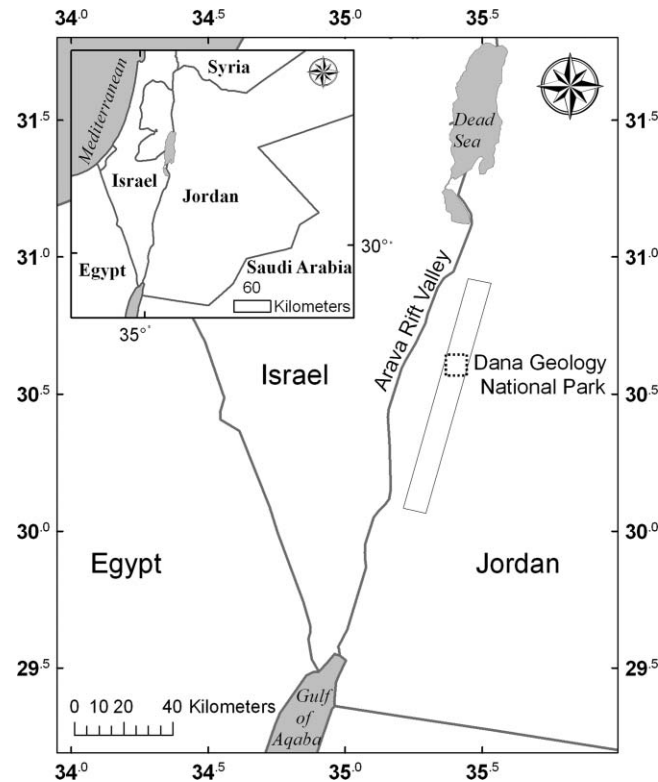 34.0 34.5 35.0 35.5
31.5
31.0
30.5
30.0
29.5
Mediterranean
Syria
Israel
Jordan
Egypt
Saudi Arabia
30°
35°
60
Kilometers
Dead
Sea
Arava Rift Valley
Dana Geology
National Park
Israel
Egypt
Jordan
0 10 20 40 Kilometers
Gulf
of
Aqaba
31.5
31.0
30.5
30.0
29.5
34.0 34.5 35.0 35.5